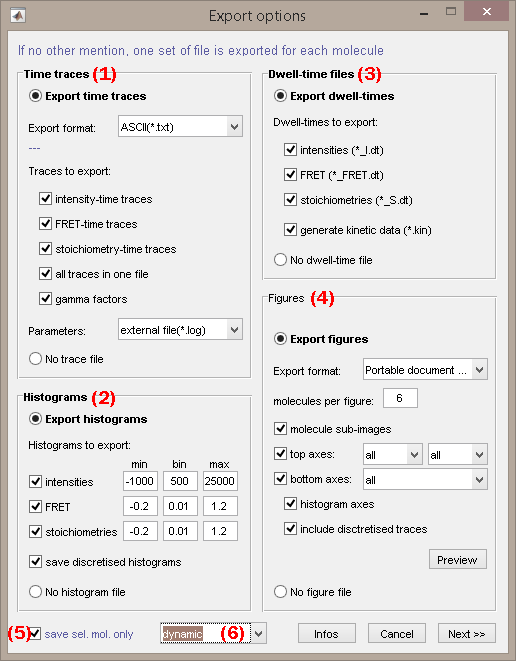 Export options
If no other mention, one set of file is exported for each molecule
Time traces (1)
Export time traces
Export format: ASCII(*.txt)
---
Traces to export:
intensity-time traces
FRET-time traces
stoichiometry-time traces
all traces in one file
gamma factors
Parameters: external file(*.log)
No trace file
Histograms (2)
Export histograms
Histograms to export:
min bin max
intensities -1000 500 25000
FRET -0.2 0.01 1.2
stoichiometries -0.2 0.01 1.2
save discretised histograms
No histogram file
Dwell-time files (3)
Export dwell-times
Dwell-times to export:
intensities (*_I.dt)
FRET (*_FRET.dt)
stoichiometries (*_S.dt)
generate kinetic data (*.kin)
No dwell-time file
Figures (4)
Export figures
Export format: Portable document ...
molecules per figure: 6
molecule sub-images
top axes: all all
bottom axes: all
histogram axes
include disctretised traces
Preview
No figure file
(5) save sel. mol. only dynamic (6) Infos Cancel Next >>